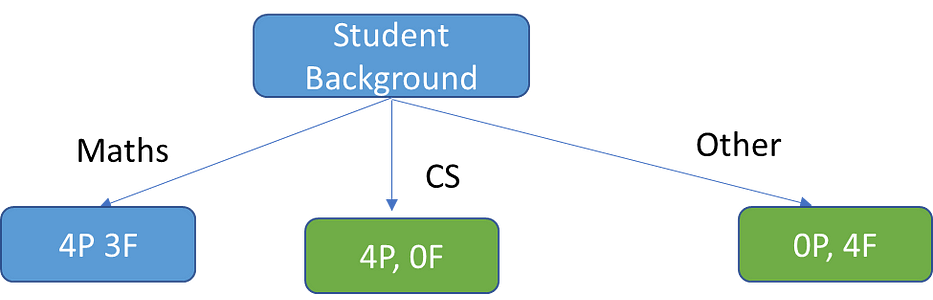 Student
Background
Maths
CS
Other
4P 3F
4P, 0F
0P, 4F